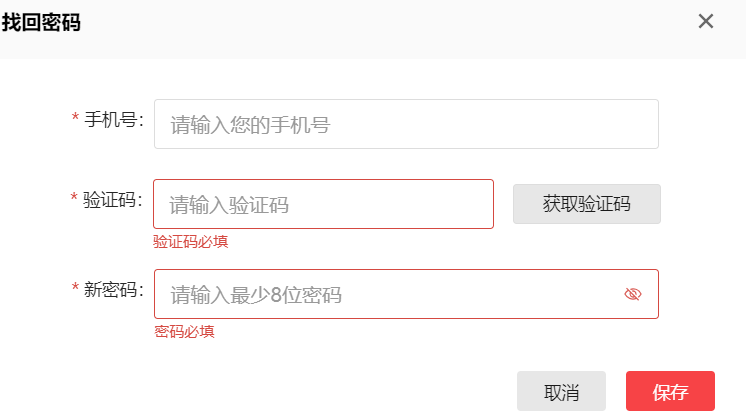 找回密码
* 手机号: 请输入您的手机号
* 验证码: 请输入验证码 获取验证码
验证码必填
* 新密码: 请输入最少8位密码
密码必填
取消 保存